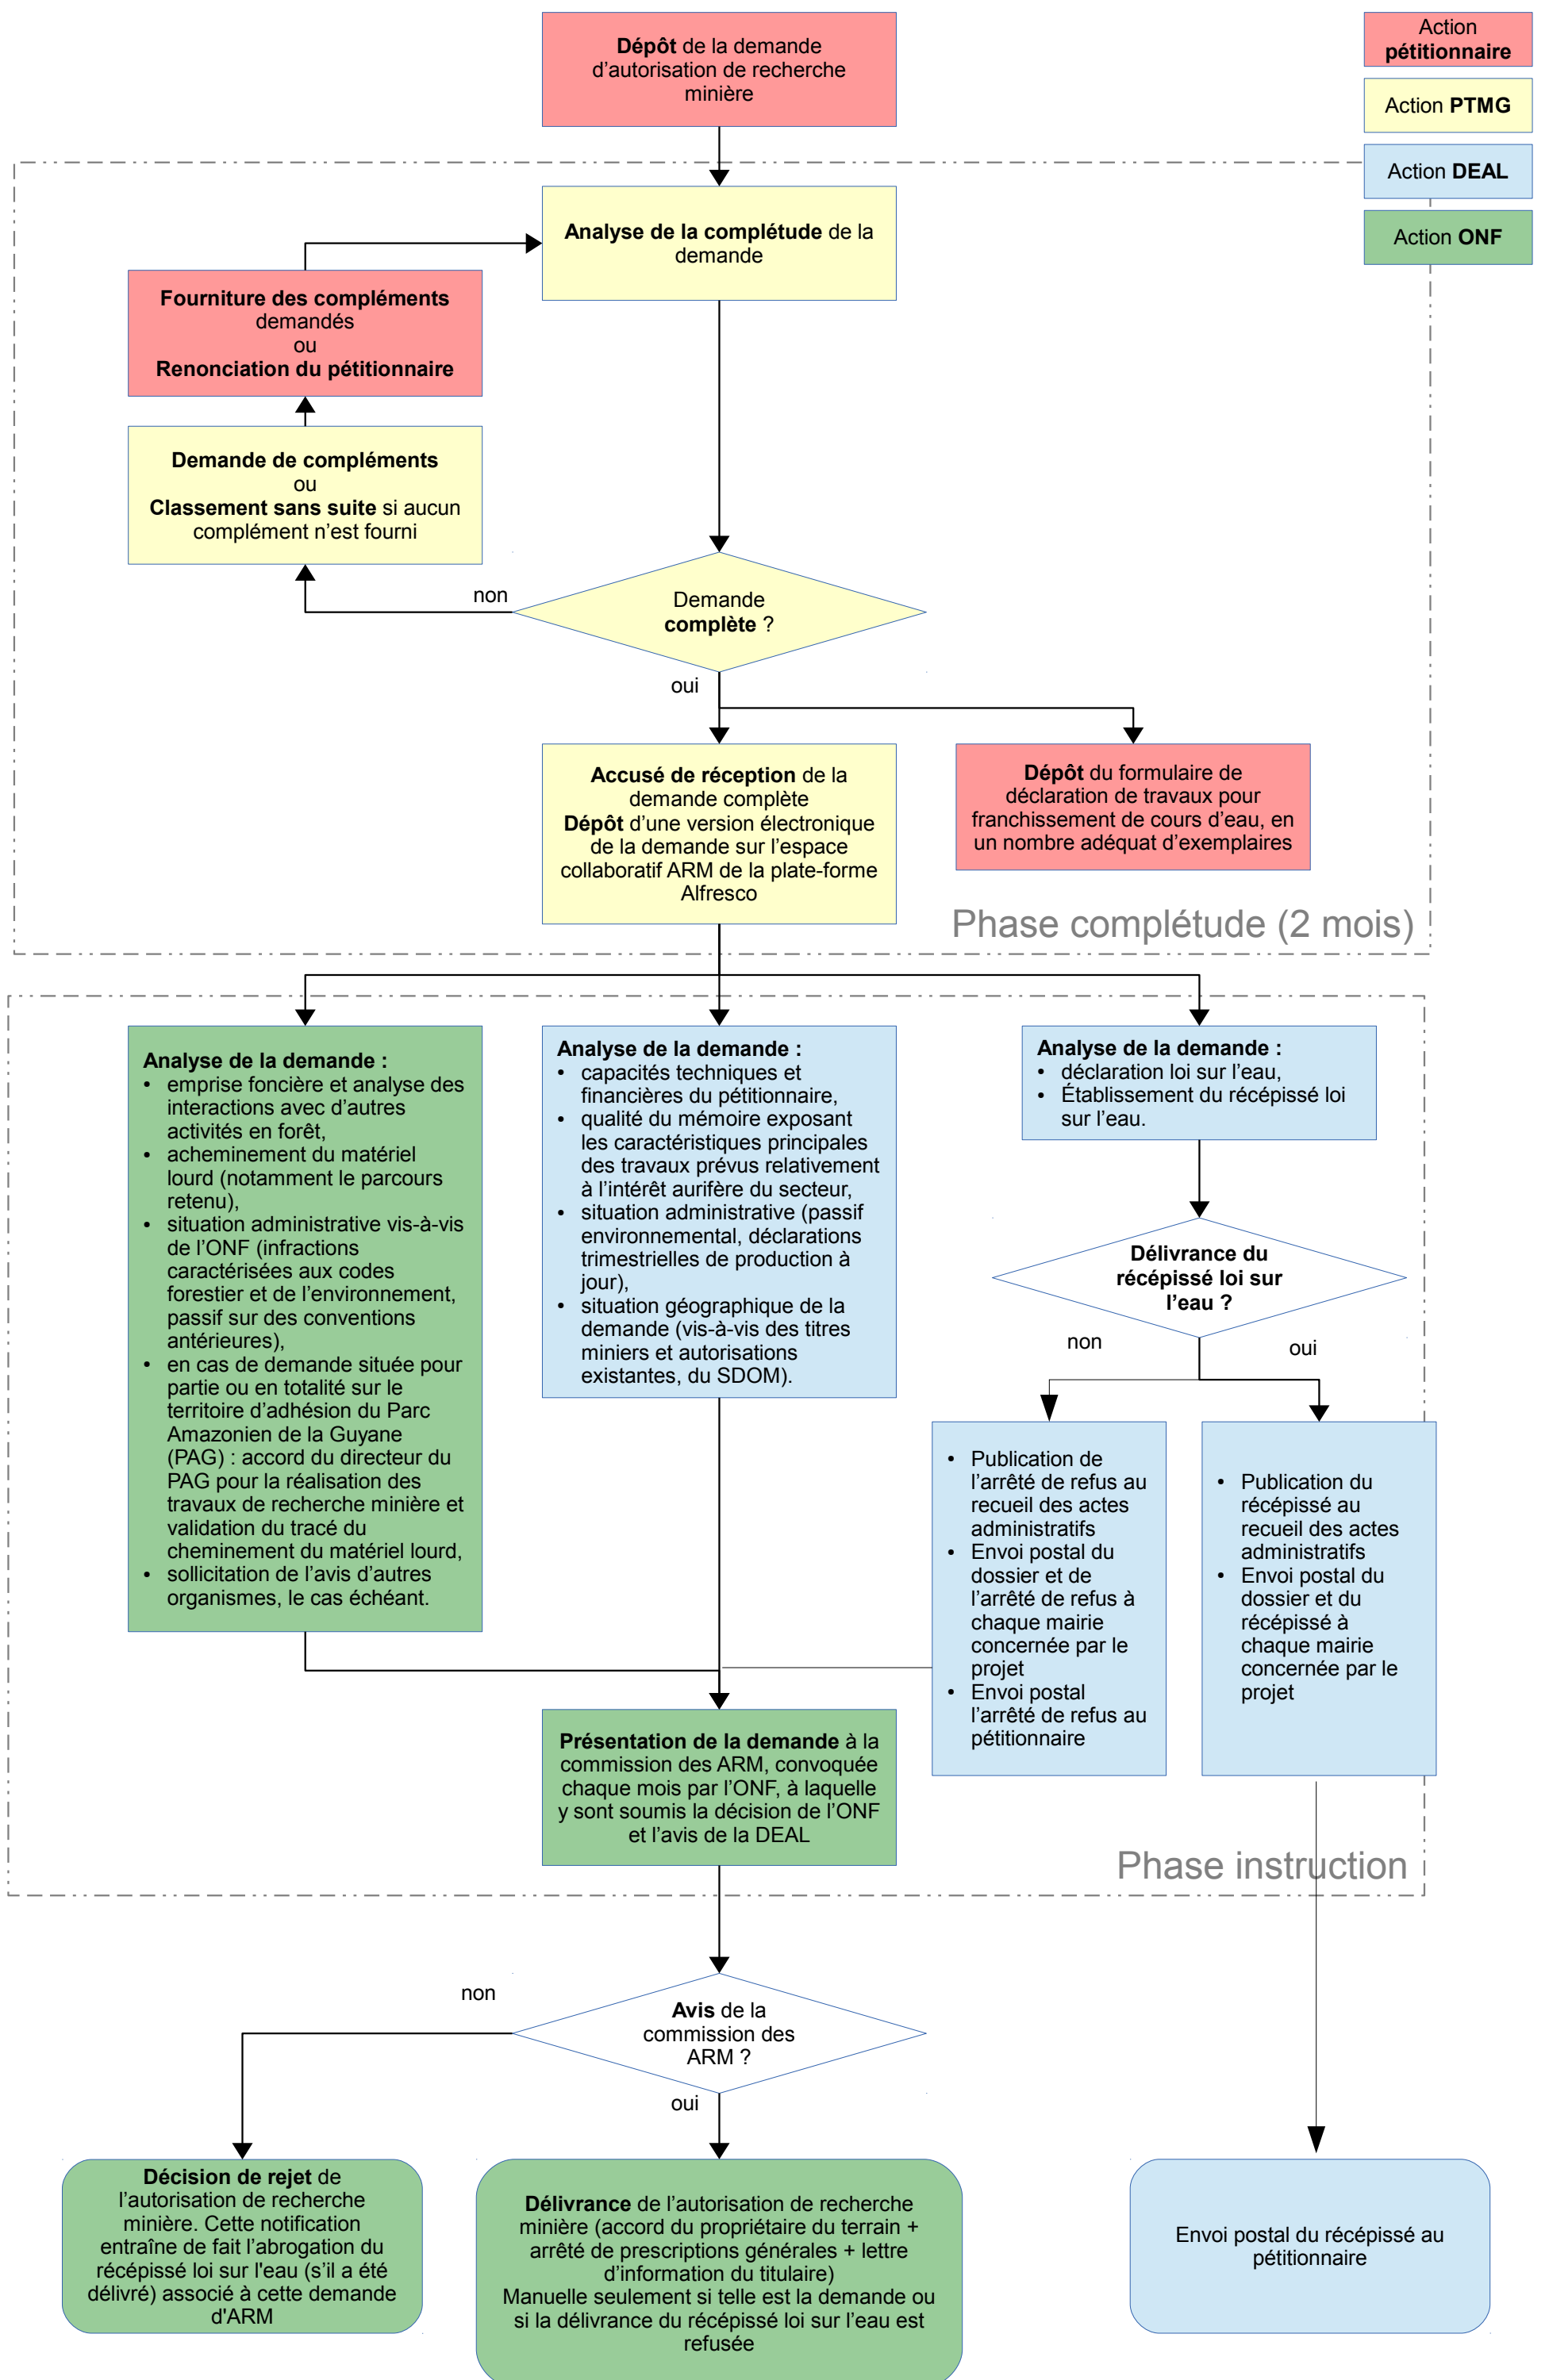 Dépôt de la demande
d’autorisation de recherche
minière
Action
pétitionnaire
Action PTMG
Action DEAL
Action ONF
Analyse de la complétude de la
demande
Fourniture des compléments
demandés
ou
Renonciation du pétitionnaire
Demande de compléments
ou
Classement sans suite si aucun
complément n’est fourni
non
Demande
complète ?
oui
Accusé de réception de la
demande complète
Dépôt d’une version électronique
de la demande sur l’espace
collaboratif ARM de la plate-forme
Alfresco
Dépôt du formulaire de
déclaration de travaux pour
franchissement de cours d’eau, en
un nombre adéquat d’exemplaires
Phase complétude (2 mois)
Analyse de la demande :
• emprise foncière et analyse des
interactions avec d’autres
activités en forêt,
• acheminement du matériel
lourd (notamment le parcours
retenu),
• situation administrative vis-à-vis
de l’ONF (infractions
caractérisées aux codes
forestier et de l’environnement,
passif sur des conventions
antérieures),
• en cas de demande située pour
partie ou en totalité sur le
territoire d’adhésion du Parc
Amazonien de la Guyane
(PAG) : accord du directeur du
PAG pour la réalisation des
travaux de recherche minière et
validation du tracé du
cheminement du matériel lourd,
• sollicitation de l’avis d’autres
organismes, le cas échéant.
Analyse de la demande :
• capacités techniques et
financières du pétitionnaire,
• qualité du mémoire exposant
les caractéristiques principales
des travaux prévus relativement
à l’intérêt aurifère du secteur,
• situation administrative (passif
environnemental, déclarations
trimestrielles de production à
jour),
• situation géographique de la
demande (vis-à-vis des titres
miniers et autorisations
existantes, du SDOM).
Analyse de la demande :
• déclaration loi sur l’eau,
• Établissement du récépissé loi
sur l’eau.
Délivrance du
récépissé loi sur
l’eau ?
non
oui
• Publication de
l’arrêté de refus au
recueil des actes
administratifs
• Envoi postal du
dossier et de
l’arrêté de refus à
chaque mairie
concernée par le
projet
• Envoi postal
l’arrêté de refus au
pétitionnaire
• Publication du
récépissé au
recueil des actes
administratifs
• Envoi postal du
dossier et du
récépissé à
chaque mairie
concernée par le
projet
Présentation de la demande à la
commission des ARM, convoquée
chaque mois par l’ONF, à laquelle
y sont soumis la décision de l’ONF
et l’avis de la DEAL
Phase instruction
non
Avis de la
commission des
ARM ?
oui
Décision de rejet de
l’autorisation de recherche
minière. Cette notification
entraîne de fait l’abrogation du
récépissé loi sur l'eau (s’il a été
délivré) associé à cette demande
d'ARM
Délivrance de l’autorisation de recherche
minière (accord du propriétaire du terrain +
arrêté de prescriptions générales + lettre
d’information du titulaire)
Manuelle seulement si telle est la demande ou
si la délivrance du récépissé loi sur l’eau est
refusée
Envoi postal du récépissé au
pétitionnaire